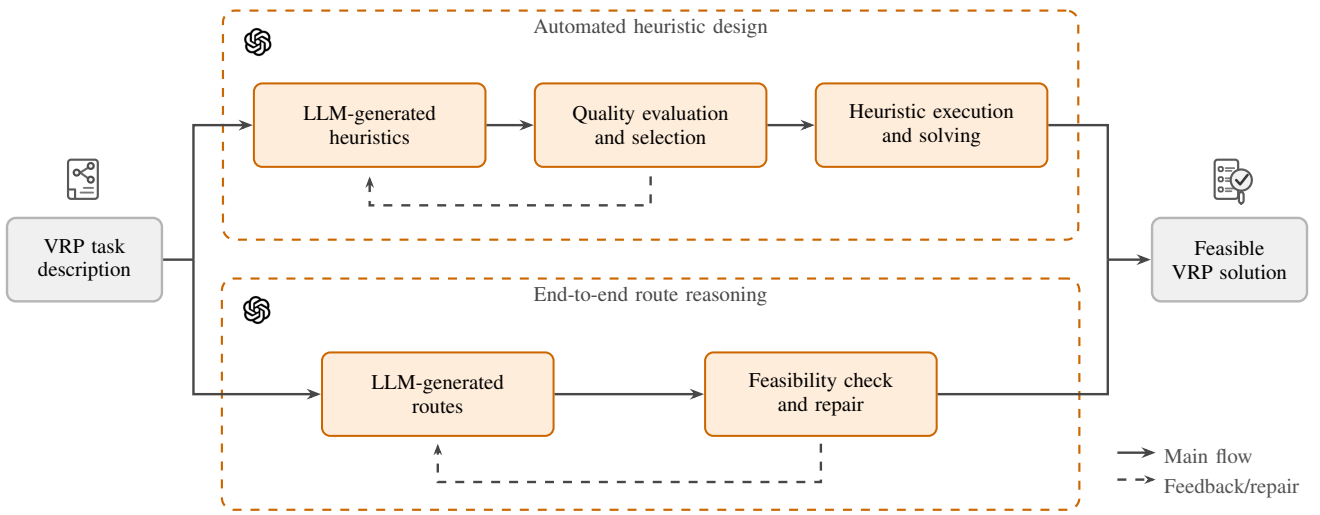 Automated heuristic design
LLM-generated
heuristics
Quality evaluation
and selection
Heuristic execution
and solving
VRP task
description
Feasible
VRP solution
End-to-end route reasoning
LLM-generated
routes
Feasibility check
and repair
Main flow
Feedback/repair